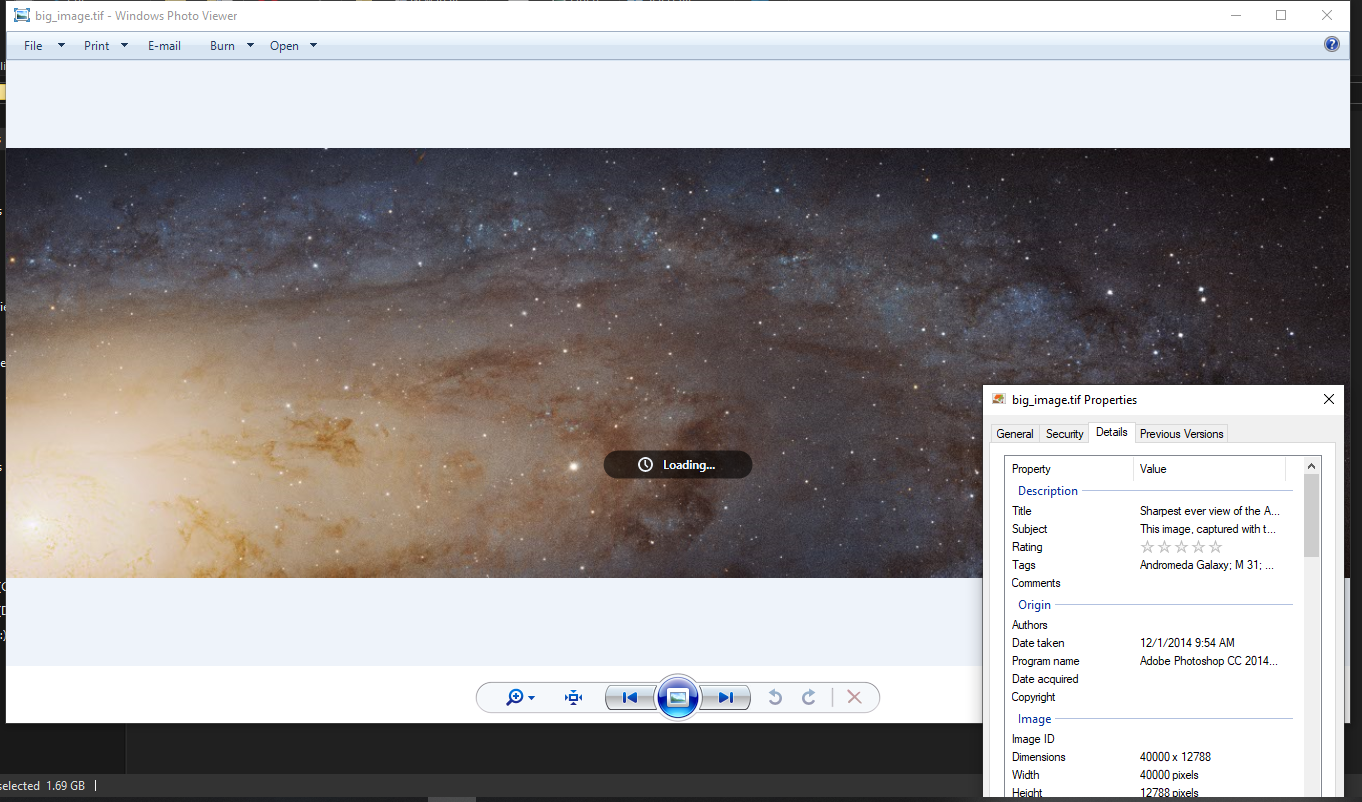 big_image.tif - Windows Photo Viewer
File Print E-mail Burn Open
Loading...
big_image.tif Properties
General Security Details Previous Versions
Property Value
Description
Title Sharpest ever view of the A...
Subject This image, captured with t...
Rating
Tags Andromeda Galaxy; M 31; ...
Comments
Origin
Authors
Date taken 12/1/2014 9:54 AM
Program name Adobe Photoshop CC 2014...
Date acquired
Copyright
Image
Image ID
Dimensions 40000 x 12788
Width 40000 pixels
Height 12788 pixels
selected 1.69 GB